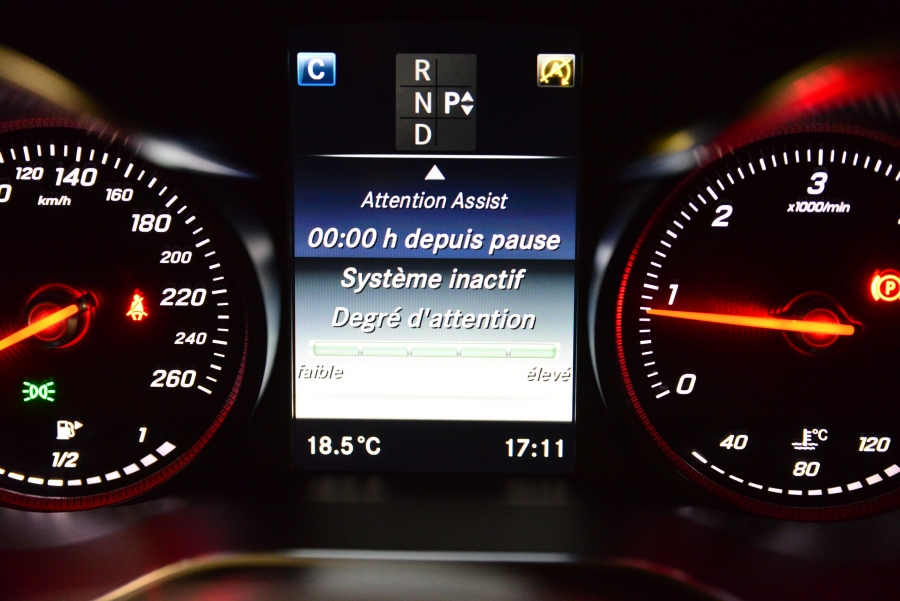 C
R
N P
D
A
Attention Assist
00:00 h depuis pause
Système inactif
Degré d'attention
faible élevé
18.5°C 17:11
120
140
160
km/h
180
200
220
240
260
1/2
1
3
x1000/min
2
1
0
P
40
80
120
°C